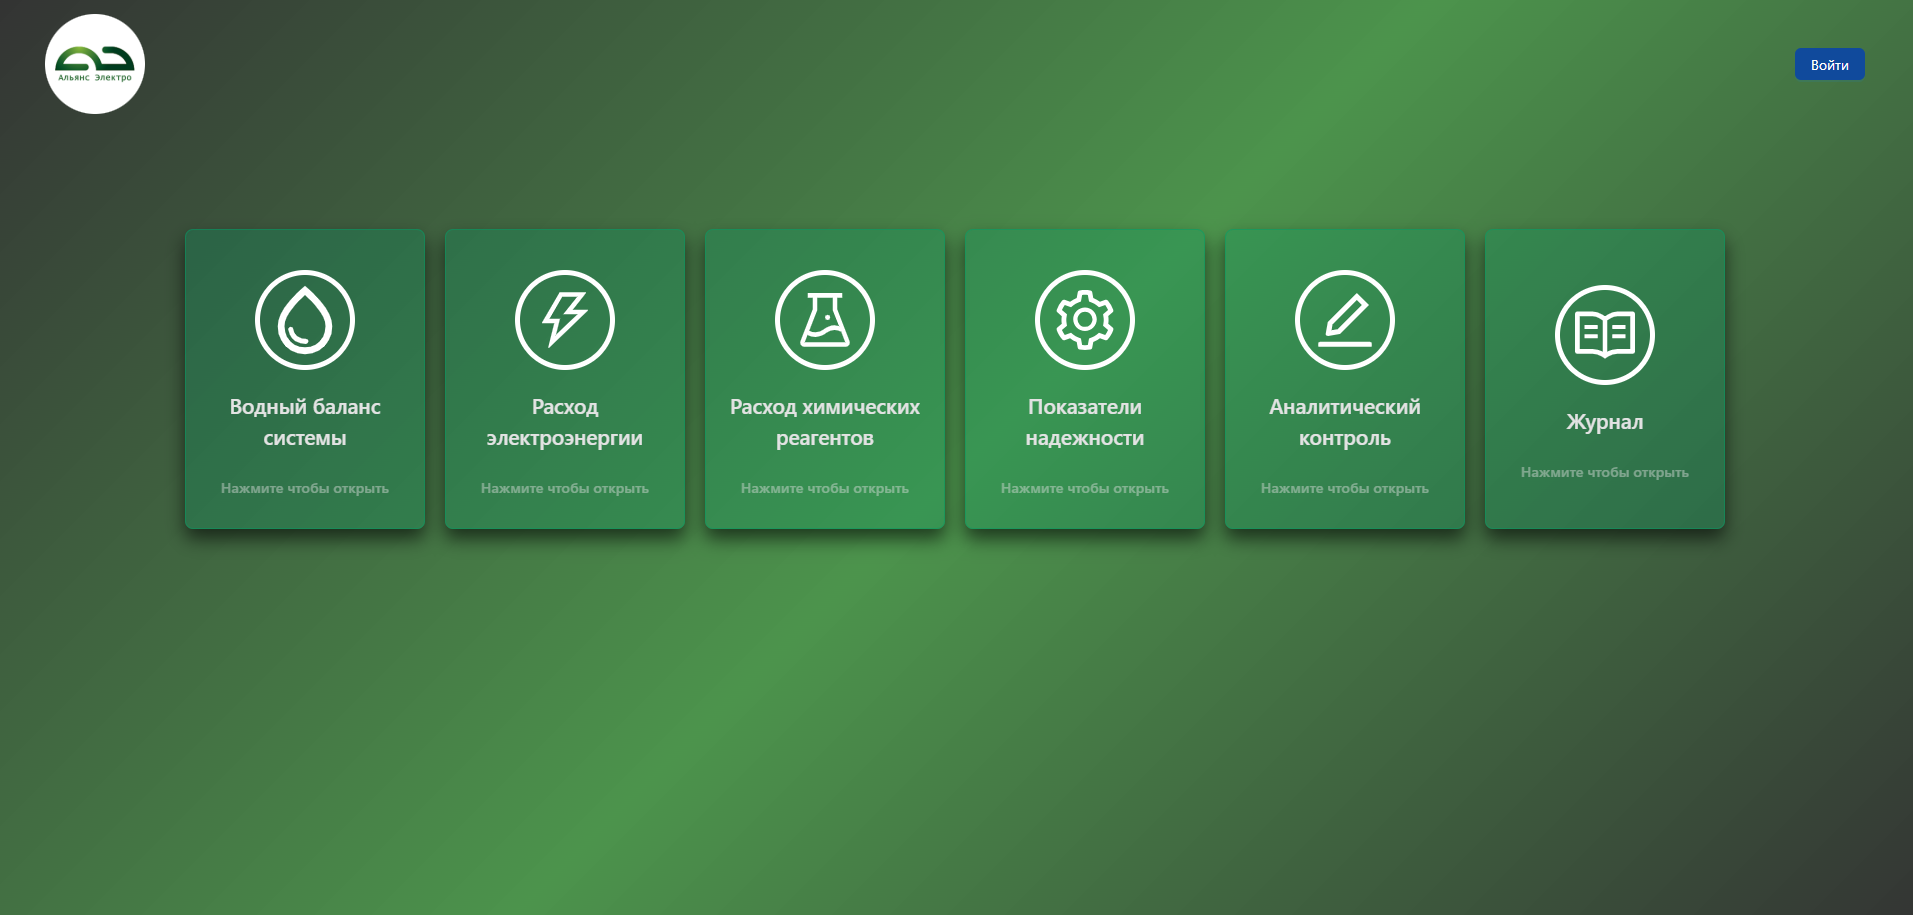 Альянс Электро
Войти
Водный баланс
системы
Нажмите чтобы открыть
Расход
электроэнергии
Нажмите чтобы открыть
Расход химических
реагентов
Нажмите чтобы открыть
Показатели
надежности
Нажмите чтобы открыть
Аналитический
контроль
Нажмите чтобы открыть
Журнал
Нажмите чтобы открыть